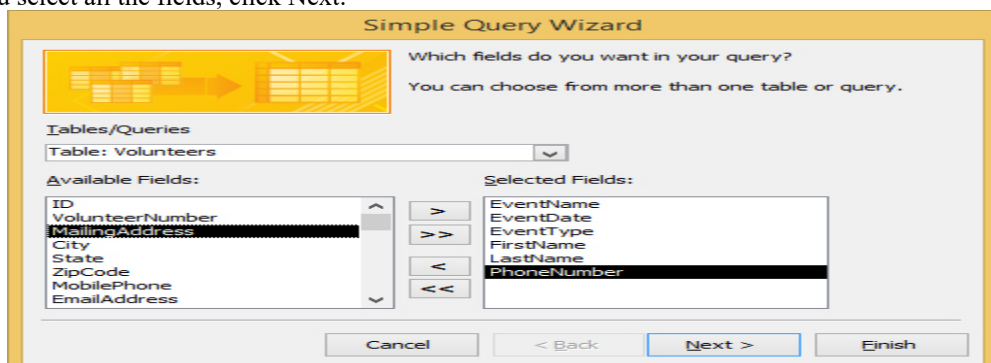 select all the fields, click Next.
Simple Query Wizard
Which fields do you want in your query?
You can choose from more than one table or query.
Tables/Queries
Table: Volunteers
Available Fields:
Selected Fields:
ID
VolunteerNumber
MailingAddress
City
State
ZipCode
MobilePhone
EmailAddress
>
>>
<
<<
EventName
EventDate
EventType
FirstName
LastName
PhoneNumber
Cancel
< Back
Next >
Finish